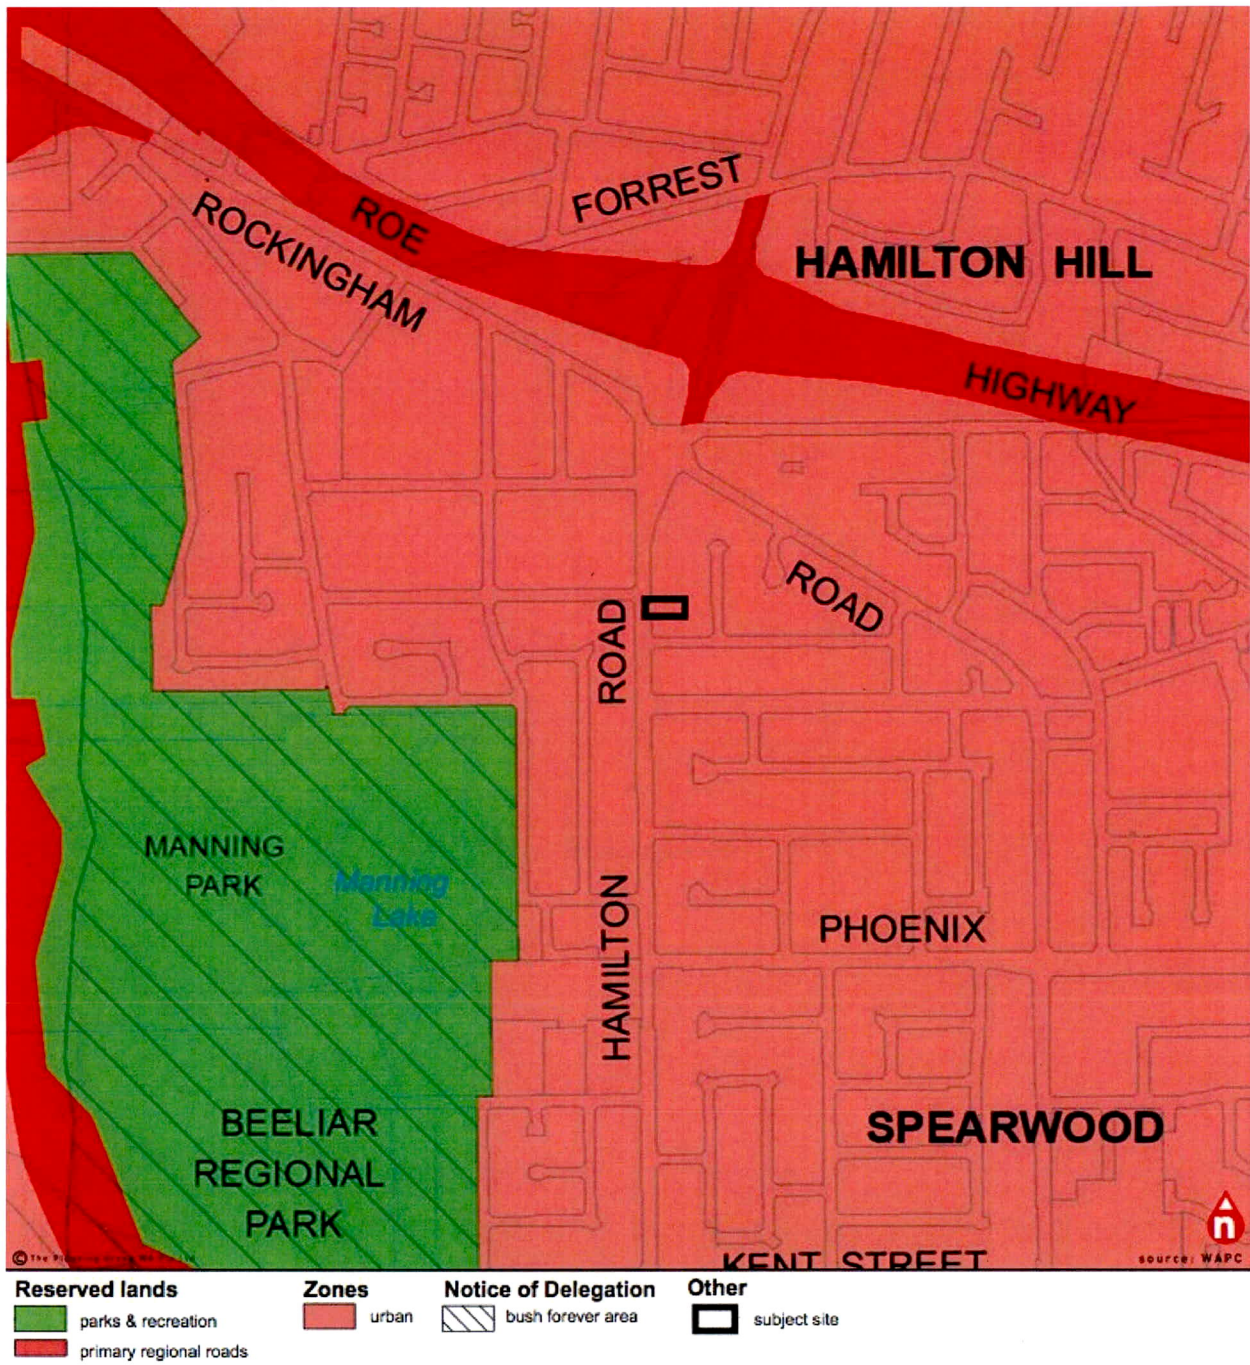 FORREST
ROE
ROCKINGHAM
HAMILTON HILL
HIGHWAY
ROAD
ROAD
MANNING
PARK
Manning
Lake
HAMILTON
PHOENIX
BEELIAR
REGIONAL
PARK
SPEARWOOD
n
KENT STREET
source: WAPC
Reserved lands
parks & recreation
primary regional roads
Zones
urban
Notice of Delegation
bush forever area
Other
subject site